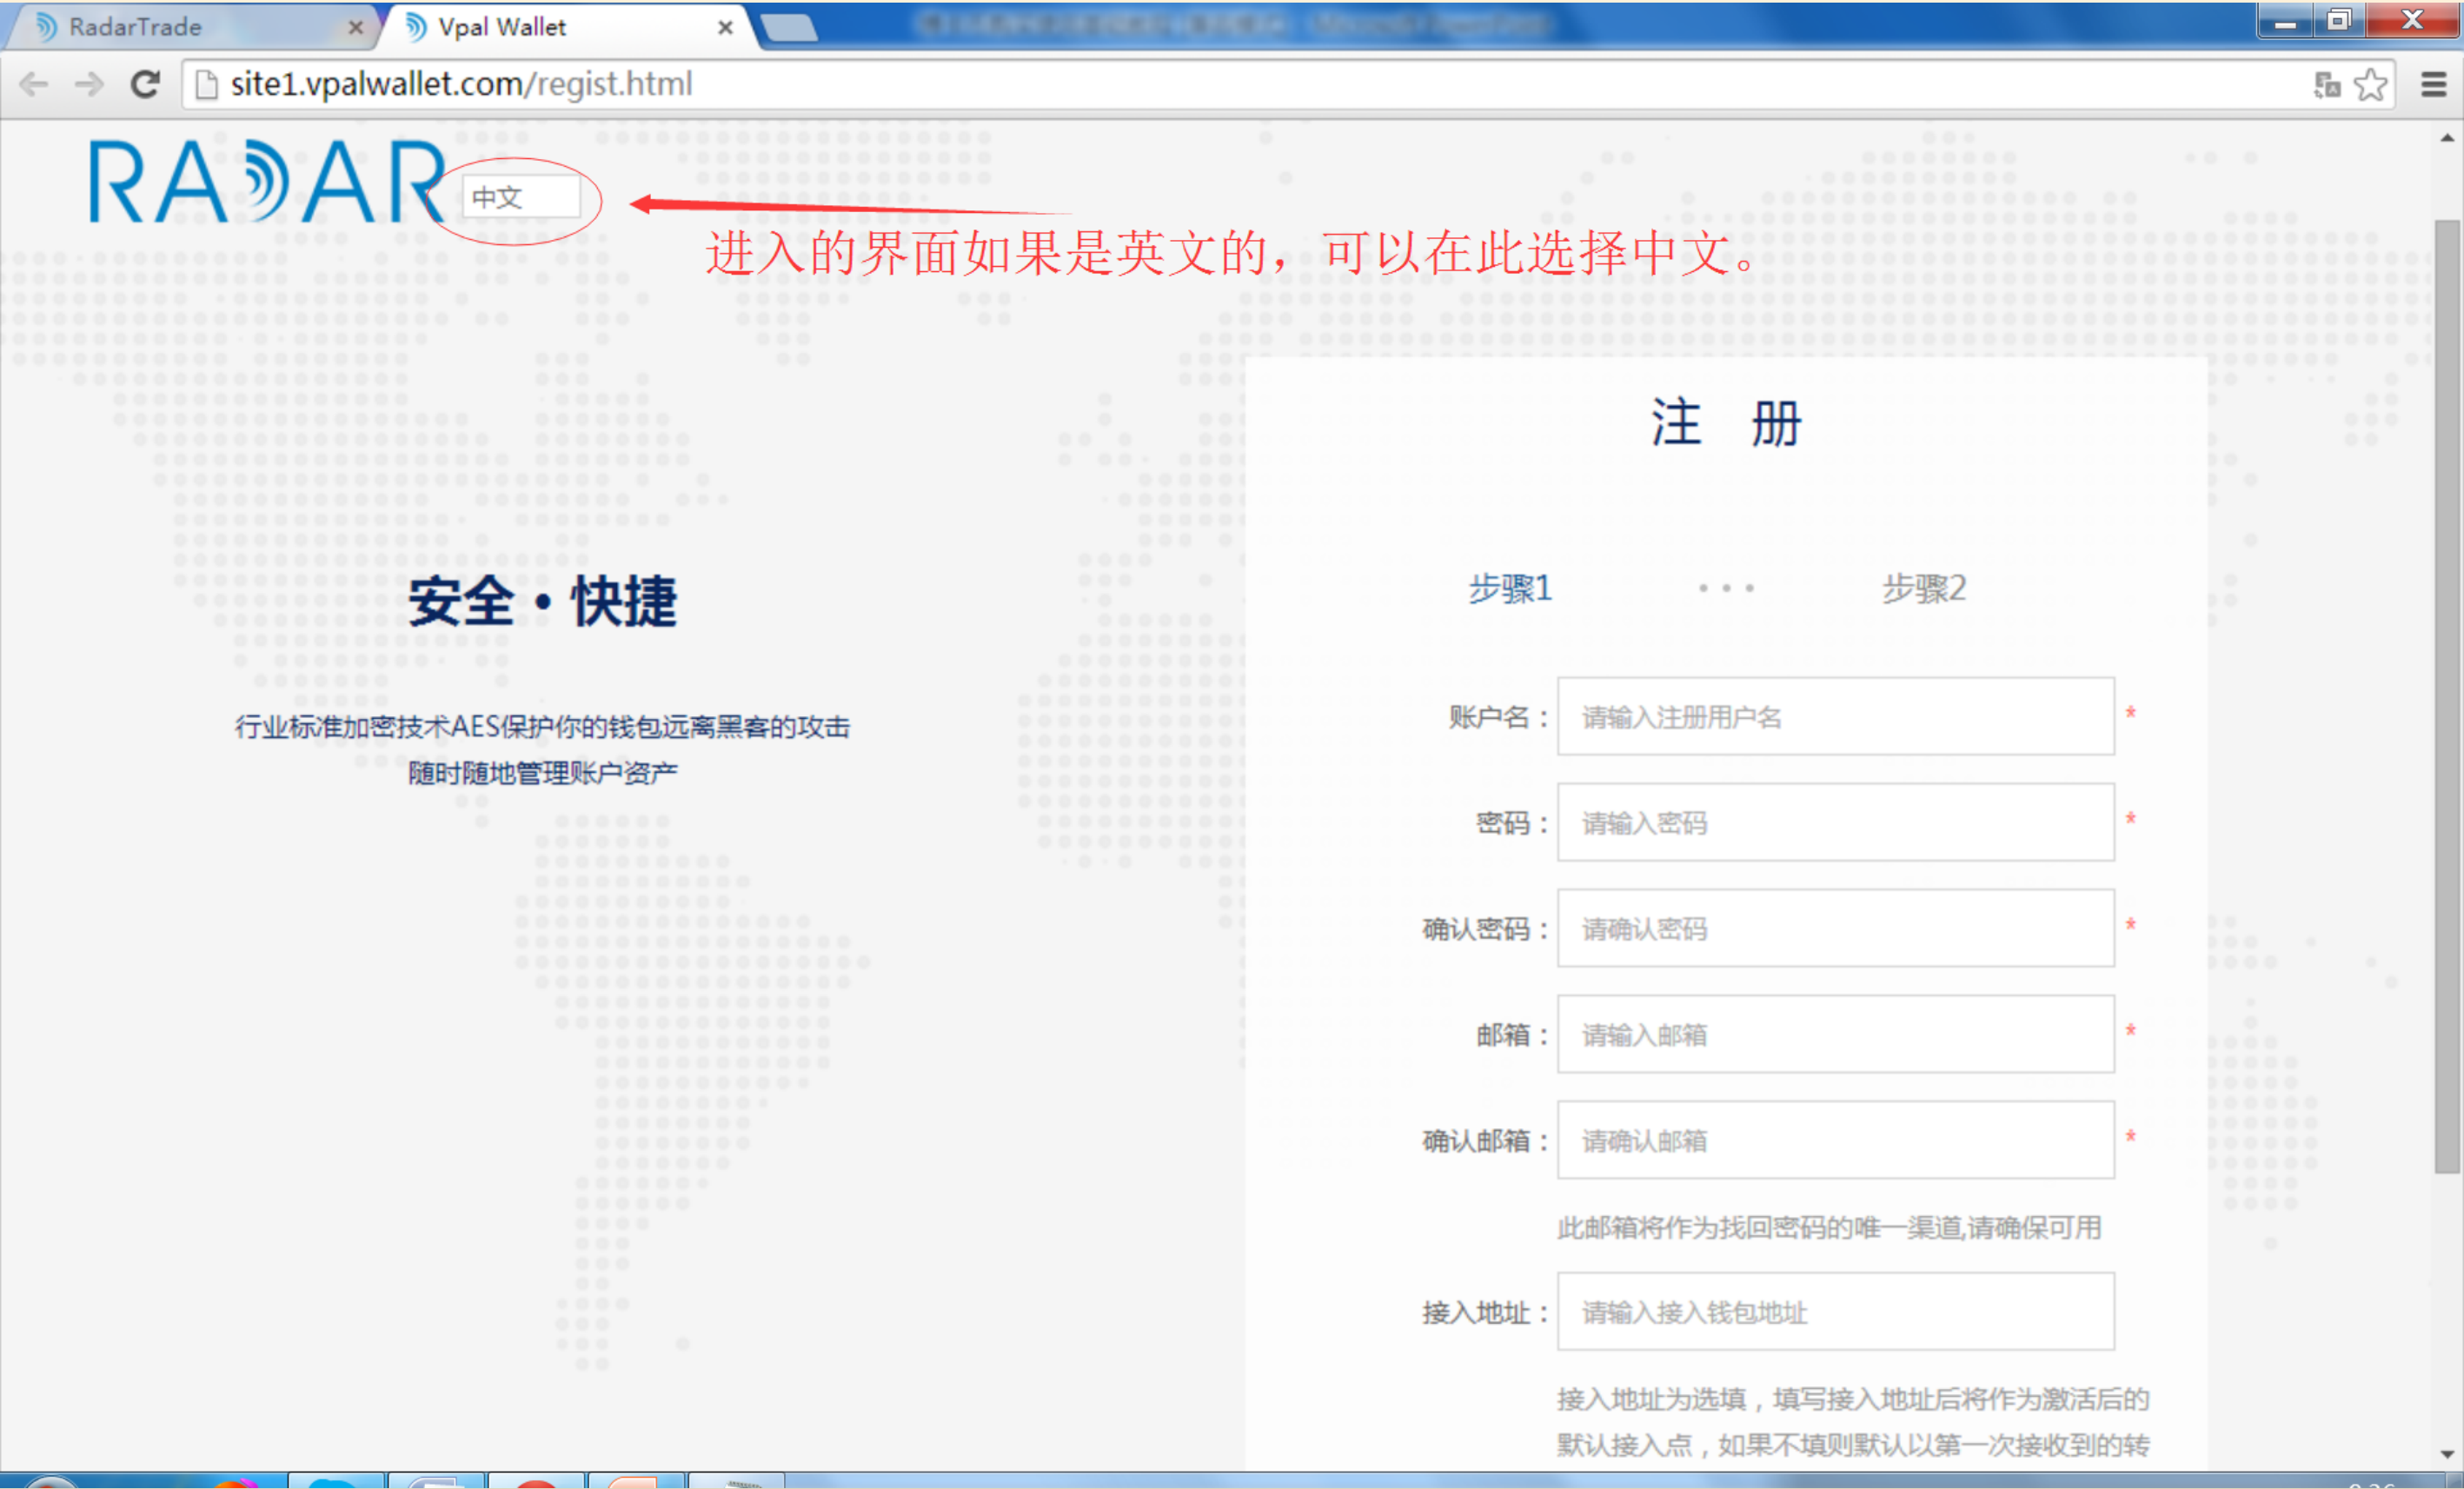 RadarTrade
Vpal Wallet
site1.vpalwallet.com/regist.html
RADAR
中文
进入的界面如果是英文的，可以在此选择中文。
注 册
步骤1 ··· 步骤2
安全·快捷
行业标准加密技术AES保护你的钱包远离黑客的攻击
随时随地管理账户资产
账户名： 请输入注册用户名 *
密码： 请输入密码 *
确认密码： 请确认密码 *
邮箱： 请输入邮箱 *
确认邮箱： 请确认邮箱 *
此邮箱将作为找回密码的唯一渠道,请确保可用
接入地址： 请输入接入钱包地址
接入地址为选填，填写接入地址后将作为激活后的
默认接入点，如果不填则默认以第一次接收到的转